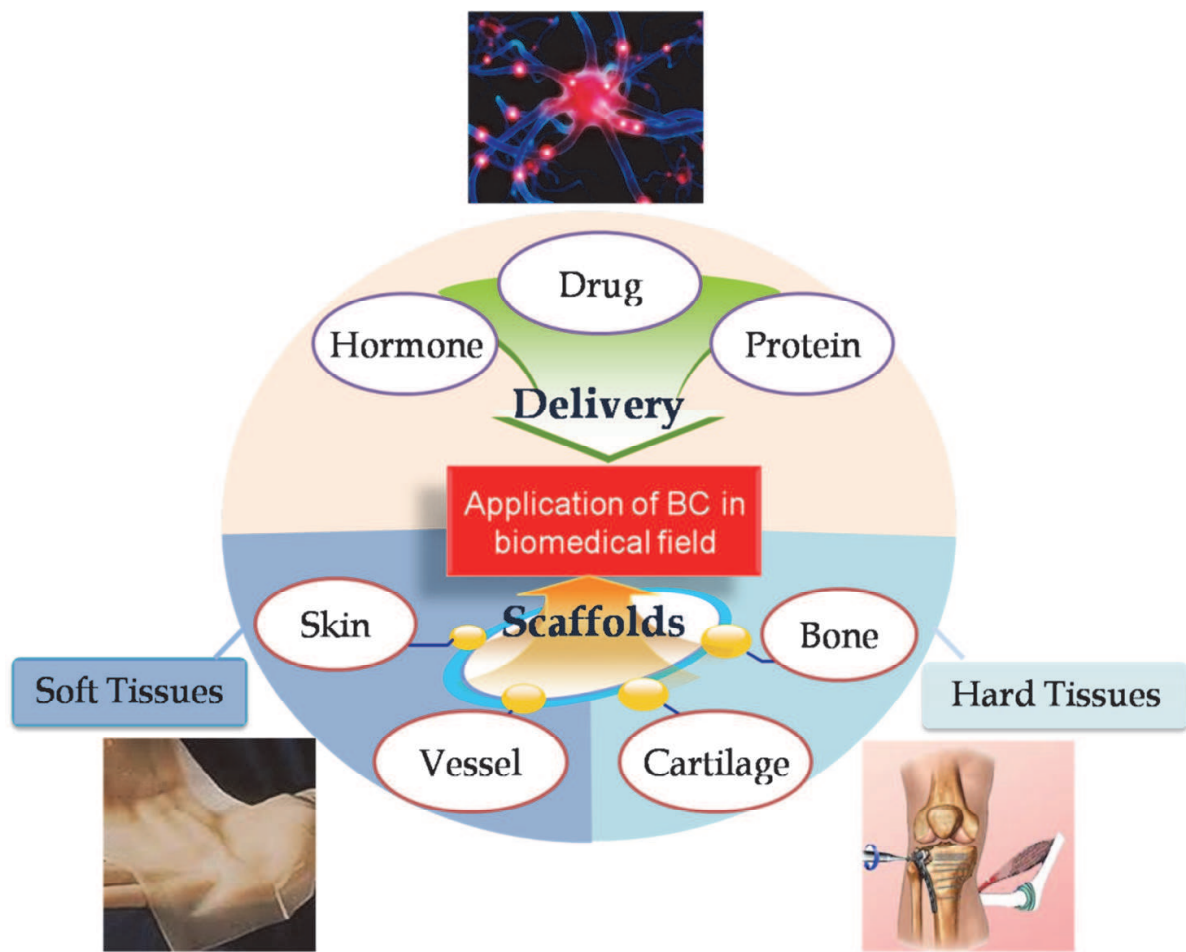 Drug
Hormone
Protein
Delivery
Application of BC in
biomedical field
Scaffolds
Skin
Bone
Soft Tissues
Hard Tissues
Vessel
Cartilage